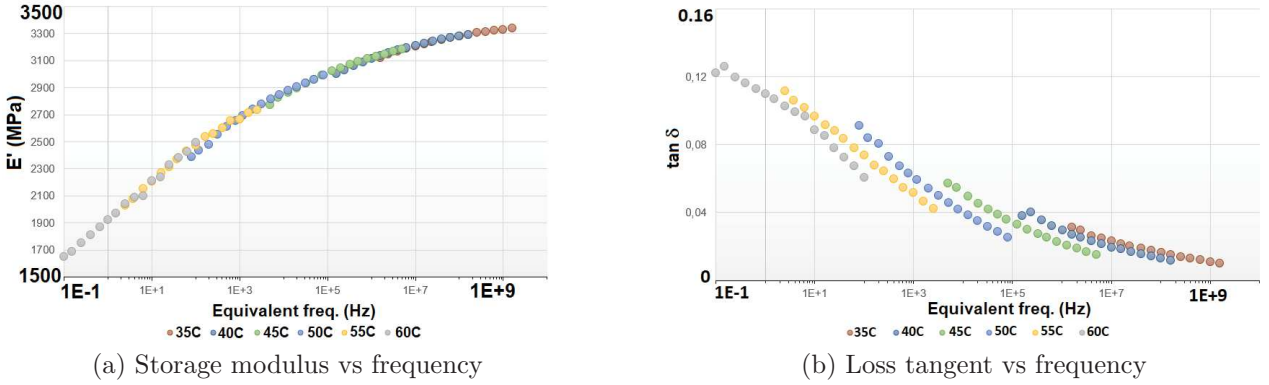 3500
3300
3100
2900
2700
2500
2300
2100
1900
1700
1500
E' (MPa)
1E-1
1E+1
1E+3
1E+5
1E+7
1E+9
Equivalent freq. (Hz)
35C 40C 45C 50C 55C 60C
(a) Storage modulus vs frequency
0.16
0,12
0,08
0,04
0
tan δ
1E-1
1E+1
1E+3
1E+5
1E+7
1E+9
Equivalent freq. (Hz)
35C 40C 45C 50C 55C 60C
(b) Loss tangent vs frequency